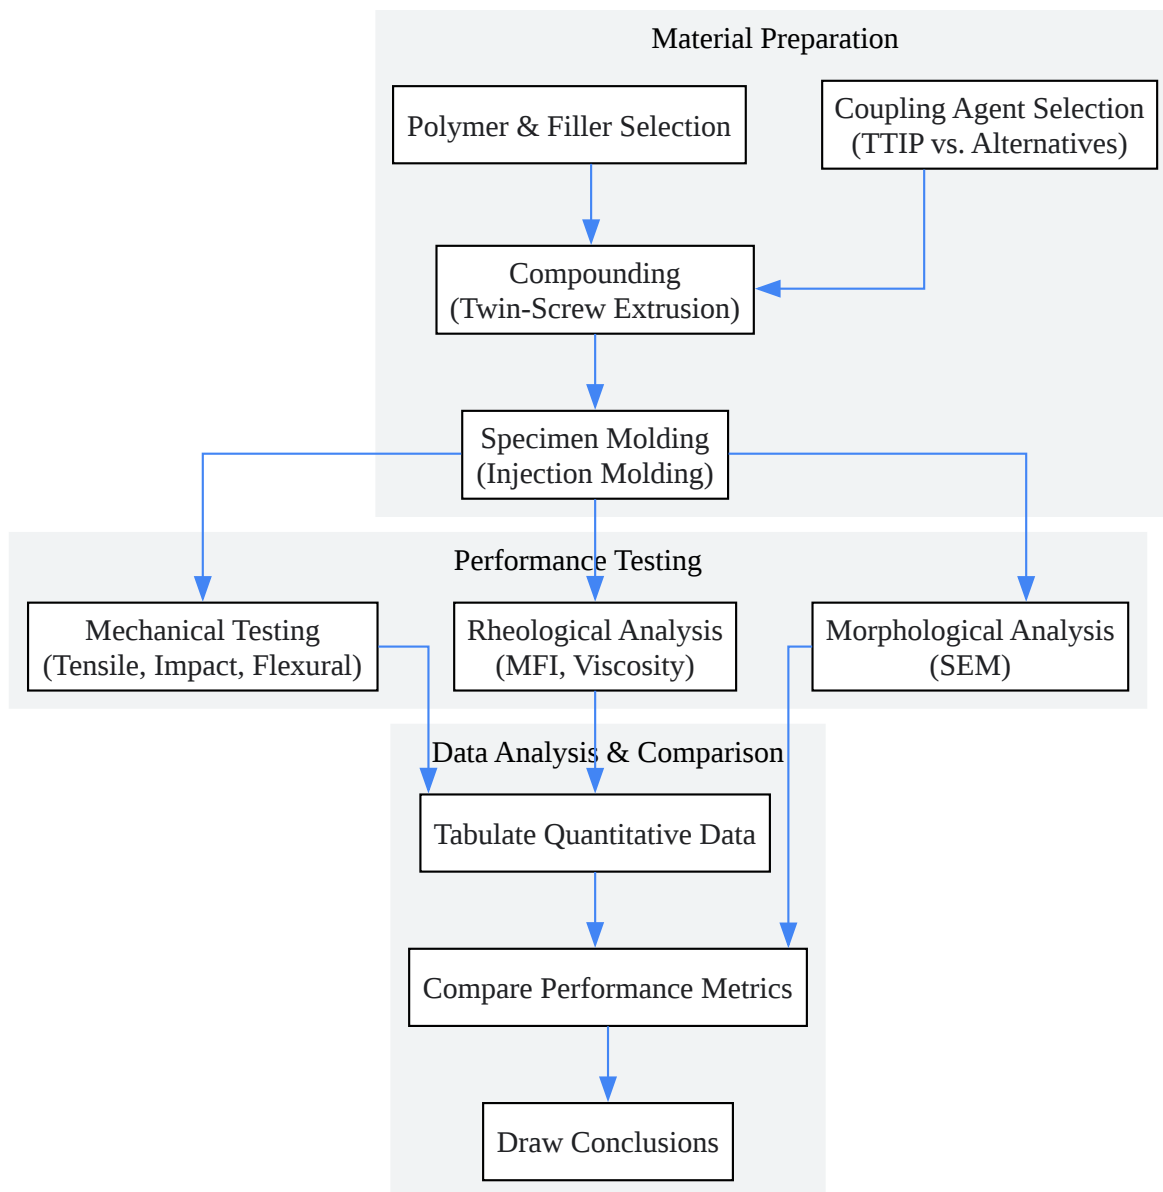 Material Preparation
Polymer & Filler Selection
Coupling Agent Selection
(TTIP vs. Alternatives)
Compounding
(Twin-Screw Extrusion)
Specimen Molding
(Injection Molding)
Performance Testing
Mechanical Testing
(Tensile, Impact, Flexural)
Rheological Analysis
(MFI, Viscosity)
Morphological Analysis
(SEM)
Data Analysis & Comparison
Tabulate Quantitative Data
Compare Performance Metrics
Draw Conclusions